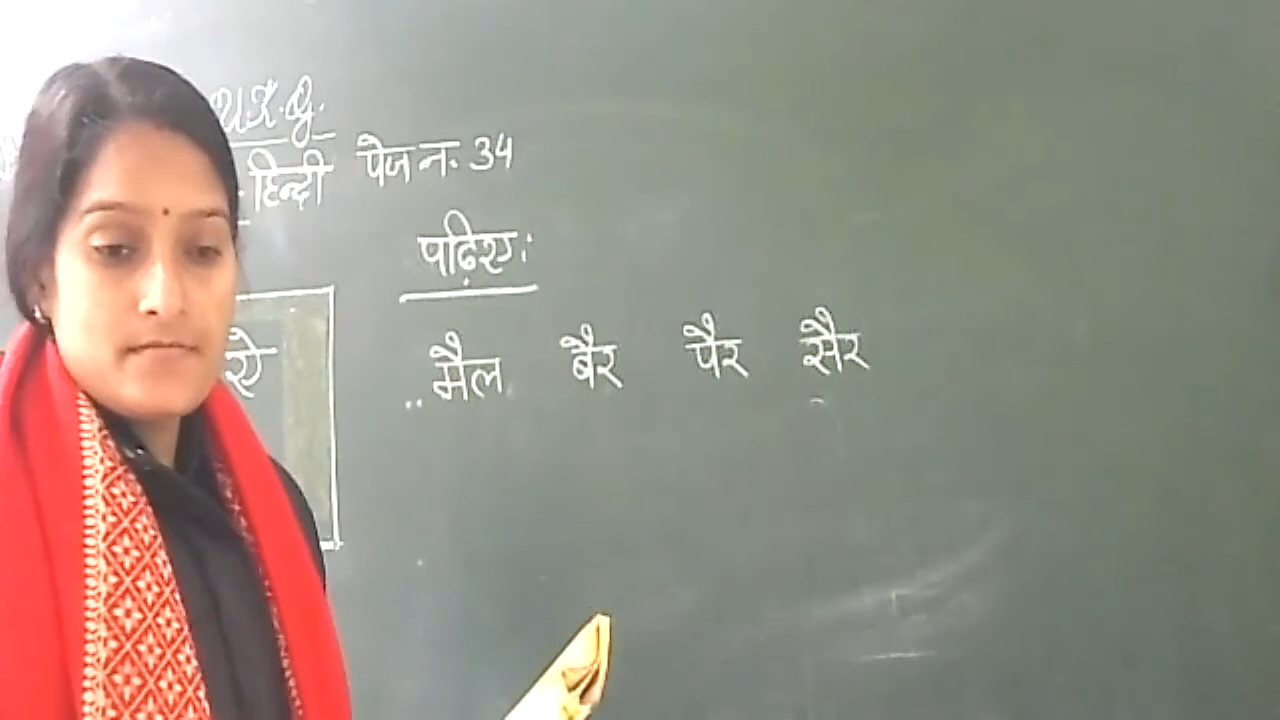 U.K.G.
हिन्दी पेज न. 34
पढ़िए:
ऐ मैल बैर पैर सैर